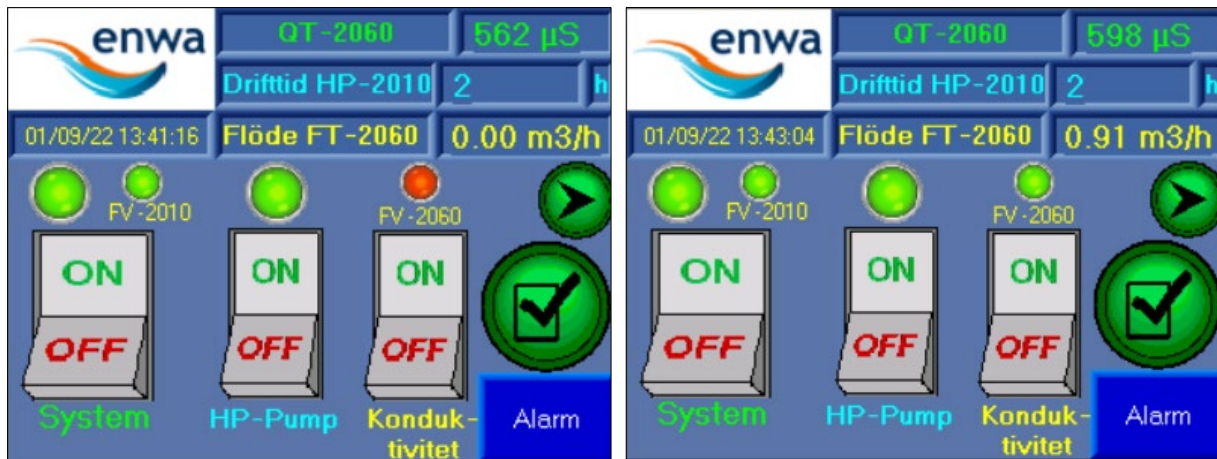 enwa
QT-2060 562 µS
Drifttid HP-2010 2 h
01/09/22 13:41:16 Flöde FT-2060 0.00 m3/h
FV-2010 FV-2060
ON ON ON
OFF OFF OFF
System HP-Pump Konduk-
tivitet
Alarm
enwa
QT-2060 598 µS
Drifttid HP-2010 2 h
01/09/22 13:43:04 Flöde FT-2060 0.91 m3/h
FV-2010 FV-2060
ON ON ON
OFF OFF OFF
System HP-Pump Konduk-
tivitet
Alarm